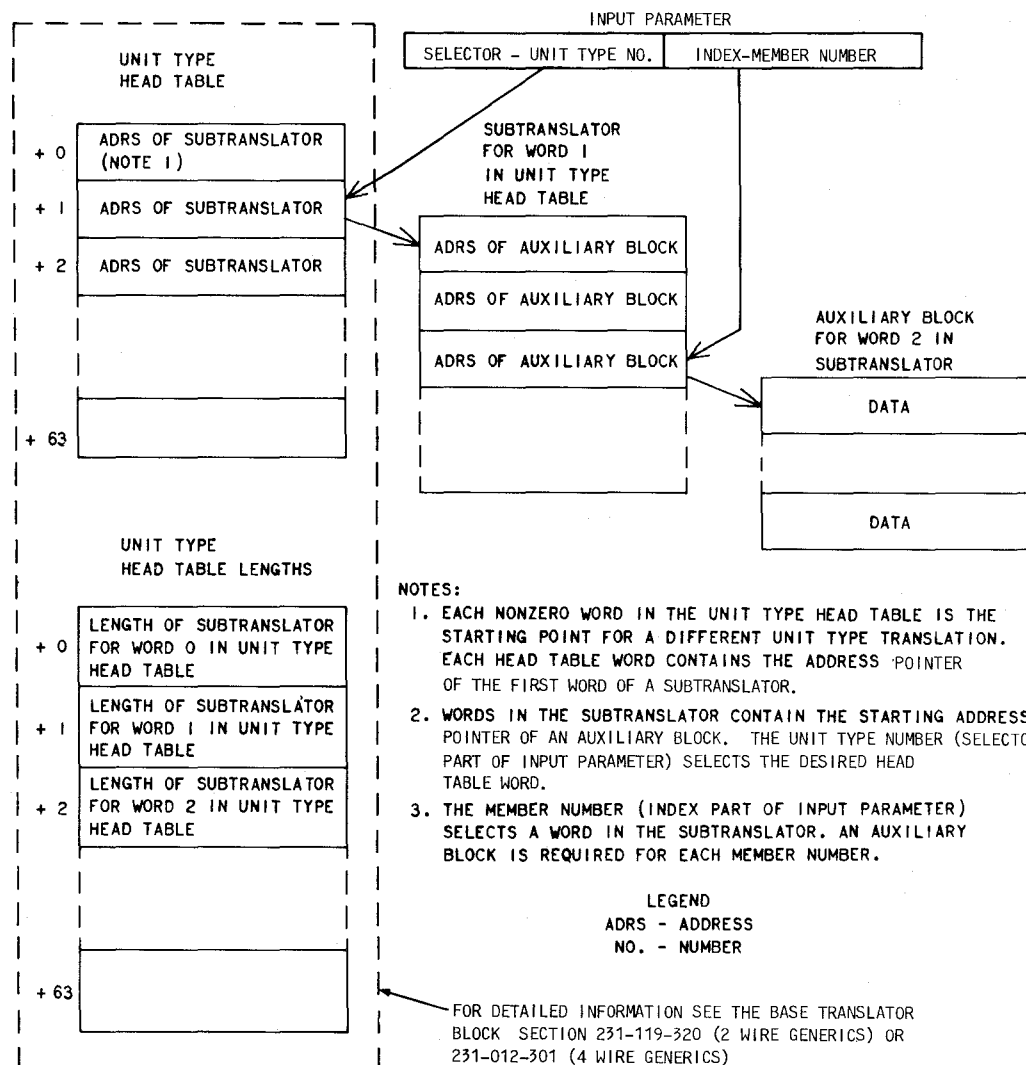 INPUT PARAMETER
SELECTOR - UNIT TYPE NO.
INDEX-MEMBER NUMBER
UNIT TYPE
HEAD TABLE
+ 0
ADRS OF SUBTRANSLATOR
(NOTE 1)
+ 1
ADRS OF SUBTRANSLATOR
+ 2
ADRS OF SUBTRANSLATOR
+ 63
SUBTRANSLATOR
FOR WORD 1
IN UNIT TYPE
HEAD TABLE
ADRS OF AUXILIARY BLOCK
ADRS OF AUXILIARY BLOCK
ADRS OF AUXILIARY BLOCK
AUXILIARY BLOCK
FOR WORD 2 IN
SUBTRANSLATOR
DATA
DATA
UNIT TYPE
HEAD TABLE LENGTHS
+ 0
LENGTH OF SUBTRANSLATOR
FOR WORD 0 IN UNIT TYPE
HEAD TABLE
+ 1
LENGTH OF SUBTRANSLATOR
FOR WORD 1 IN UNIT TYPE
HEAD TABLE
+ 2
LENGTH OF SUBTRANSLATOR
FOR WORD 2 IN UNIT TYPE
HEAD TABLE
+ 63
NOTES:
1. EACH NONZERO WORD IN THE UNIT TYPE HEAD TABLE IS THE
STARTING POINT FOR A DIFFERENT UNIT TYPE TRANSLATION.
EACH HEAD TABLE WORD CONTAINS THE ADDRESS POINTER
OF THE FIRST WORD OF A SUBTRANSLATOR.
2. WORDS IN THE SUBTRANSLATOR CONTAIN THE STARTING ADDRESS
POINTER OF AN AUXILIARY BLOCK. THE UNIT TYPE NUMBER (SELECTO
PART OF INPUT PARAMETER) SELECTS THE DESIRED HEAD
TABLE WORD.
3. THE MEMBER NUMBER (INDEX PART OF INPUT PARAMETER)
SELECTS A WORD IN THE SUBTRANSLATOR. AN AUXILIARY
BLOCK IS REQUIRED FOR EACH MEMBER NUMBER.
LEGEND
ADRS - ADDRESS
NO. - NUMBER
FOR DETAILED INFORMATION SEE THE BASE TRANSLATOR
BLOCK SECTION 231-119-320 (2 WIRE GENERICS) OR
231-012-301 (4 WIRE GENERICS)